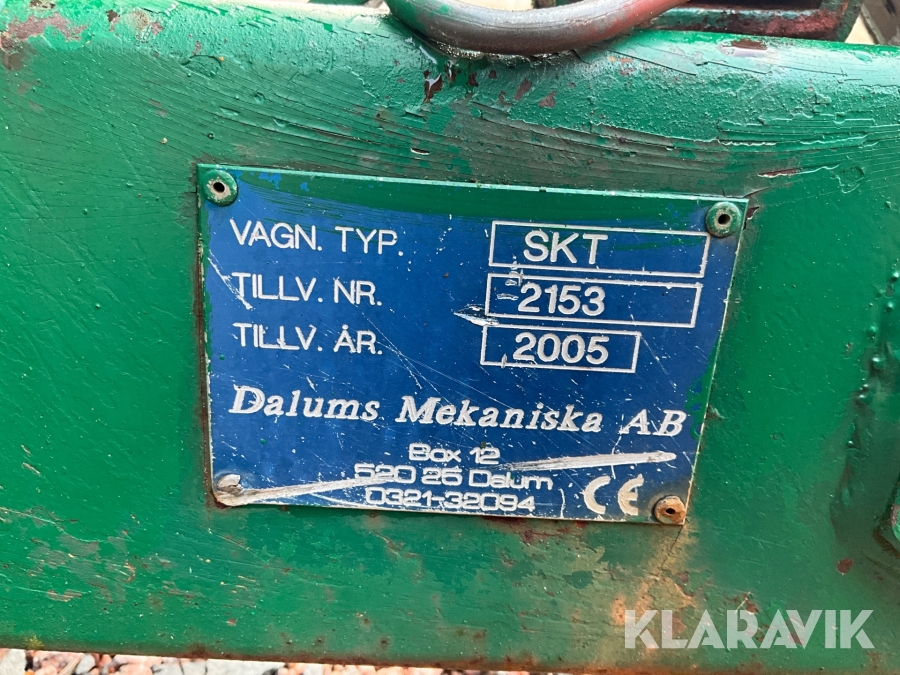 VAGN. TYP. SKT
TILLV. NR. 2153
TILLV. ÅR. 2005
Dalums Mekaniska AB
Box 12
520 25 Dalum
0321-32094
CE
KLARAVIK